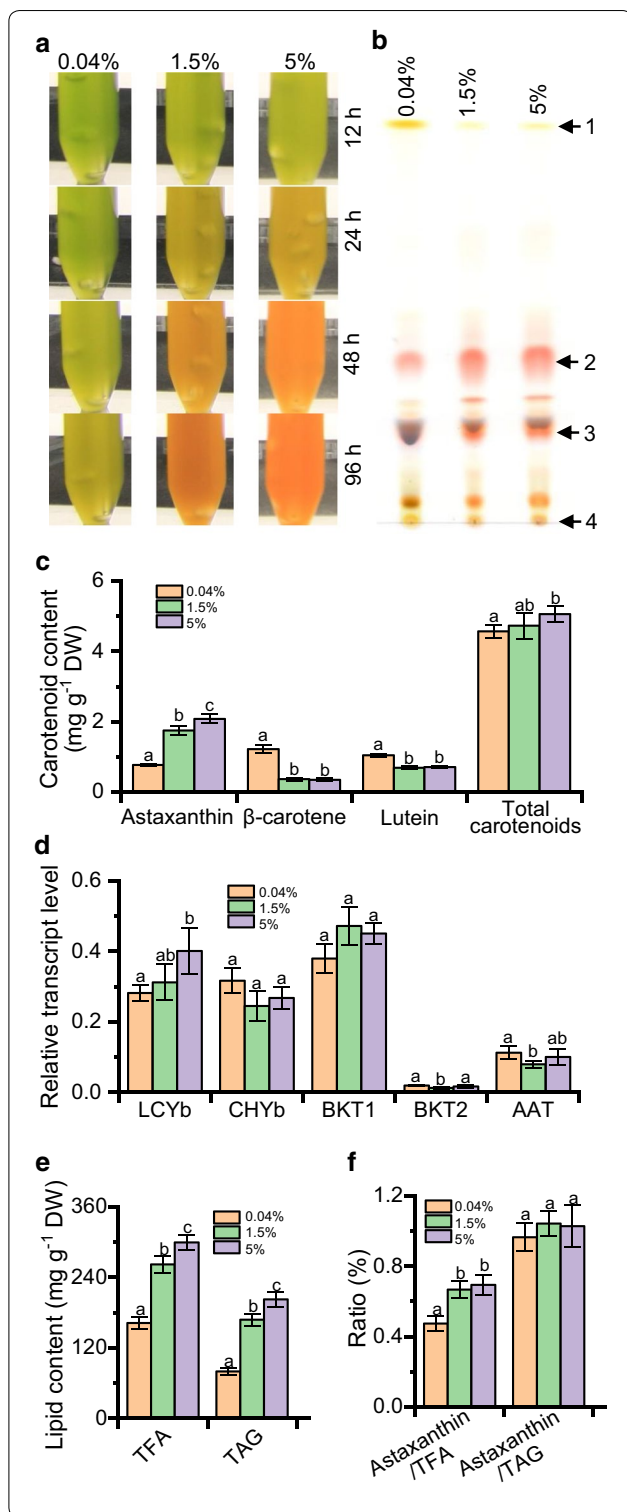 a
0.04% 1.5% 5%
12 h
24 h
48 h
96 h
b
0.04% 1.5% 5%
1
2
3
4
c
Carotenoid content
(mg g-1 DW)
6
4
2
0
0.04%
1.5%
5%
a b c
a b b
a b b
a ab b
Astaxanthin β-carotene Lutein Total
carotenoids
d
Relative transcript level
0.6
0.4
0.2
0.0
0.04%
1.5%
5%
a ab b
a a a
a a a
a b a
a b ab
LCYb CHYb BKT1 BKT2 AAT
e
Lipid content (mg g-1 DW)
360
240
120
0
0.04%
1.5%
5%
a b c
a b c
TFA TAG
f
Ratio (%)
1.2
0.8
0.4
0.0
0.04%
1.5%
5%
a b b
a a a
Astaxanthin
/TFA
Astaxanthin
/TAG